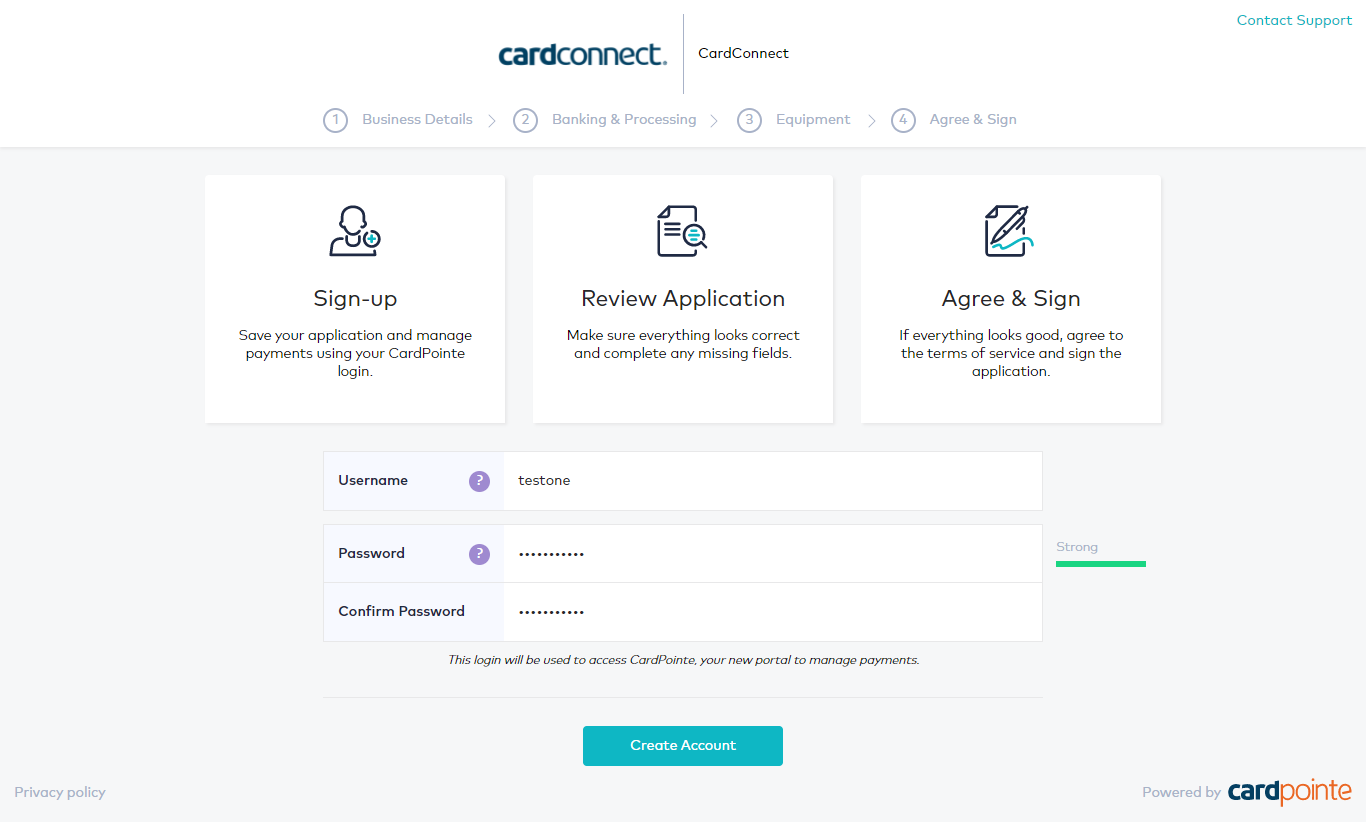 Contact Support
cardconnect.
CardConnect
1 Business Details
2 Banking & Processing
3 Equipment
4 Agree & Sign
Sign-up
Save your application and manage
payments using your CardPointe
login.
Review Application
Make sure everything looks correct
and complete any missing fields.
Agree & Sign
If everything looks good, agree to
the terms of service and sign the
application.
Username ? testone
Password ? •••••••••••
Strong
Confirm Password •••••••••••
This login will be used to access CardPointe, your new portal to manage payments.
Create Account
Privacy policy
Powered by cardpointe